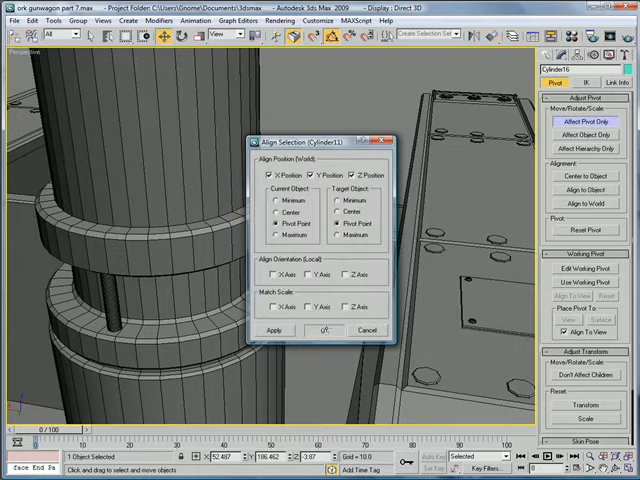 ork gunwagon part 7.max - Project Folder: C:\Users\Gnome\Documents\3dsmax - Autodesk 3ds Max 2009 - Display : Direct 3D
File Edit Tools Group Views Create Modifiers Animation Graph Editors Rendering Customize MAXScript Help
All View Create Selection Set
Perspective
Cylinder16
Pivot IK Link Info
Adjust Pivot
Move/Rotate/Scale:
Affect Pivot Only
Affect Object Only
Affect Hierarchy Only
Alignment:
Center to Object
Align to Object
Align to World
Pivot:
Reset Pivot
Working Pivot
Edit Working Pivot
Use Working Pivot
Align To View Reset
Place Pivot To:
View Surface
Align To View
Adjust Transform
Move/Rotate/Scale:
Don't Affect Children
Reset:
Transform
Scale
Skin Pose
Align Selection (Cylinder11)
Align Position (World):
X Position Y Position Z Position
Current Object: Target Object:
Minimum Minimum
Center Center
Pivot Point Pivot Point
Maximum Maximum
Align Orientation (Local):
X Axis Y Axis Z Axis
Match Scale:
X Axis Y Axis Z Axis
Apply OK Cancel
0 / 100
0 10 20 30 40 50 60 70 80 90 100
1 Object Selected X: 52.487 Y: 186.462 Z: -3.87 Grid = 10.0 Auto Key Selected
face End Pa Click and drag to select and move objects Add Time Tag Set Key Key Filters... 0